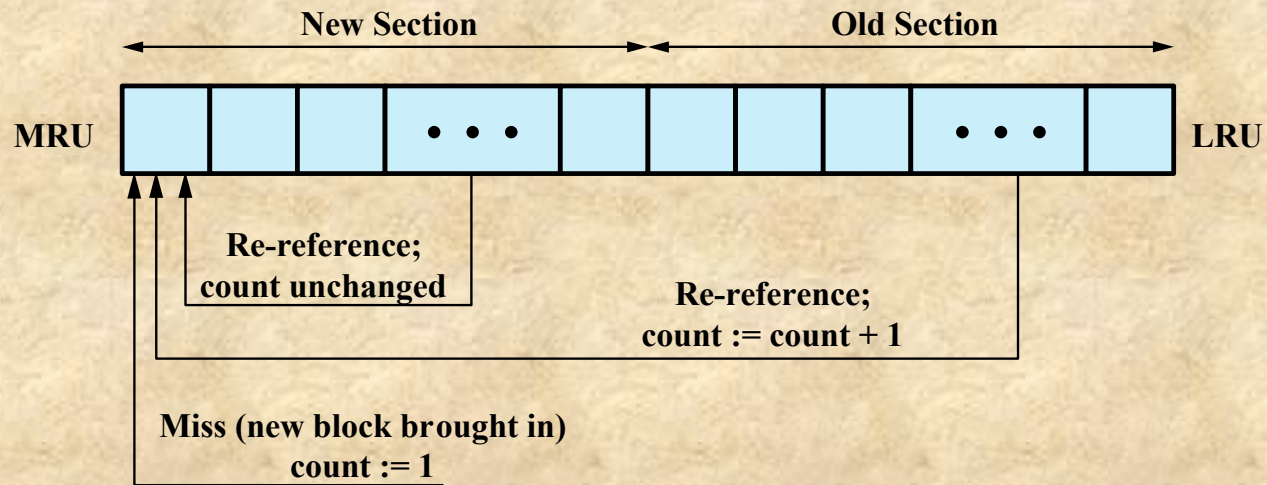 New Section
Old Section
MRU
• • •
• • •
LRU
Re-reference;
count unchanged
Re-reference;
count := count + 1
Miss (new block brought in)
count := 1